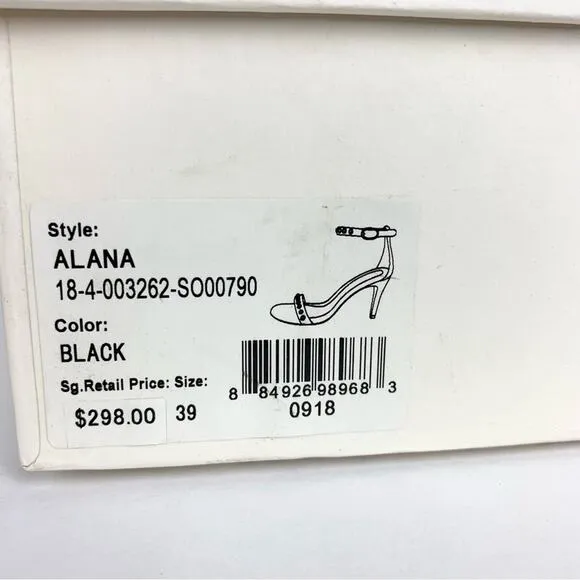 Style:
ALANA
18-4-003262-SO00790
Color:
BLACK
Sg.Retail Price: Size:
$298.00 39
8 84926 98968 3
0918